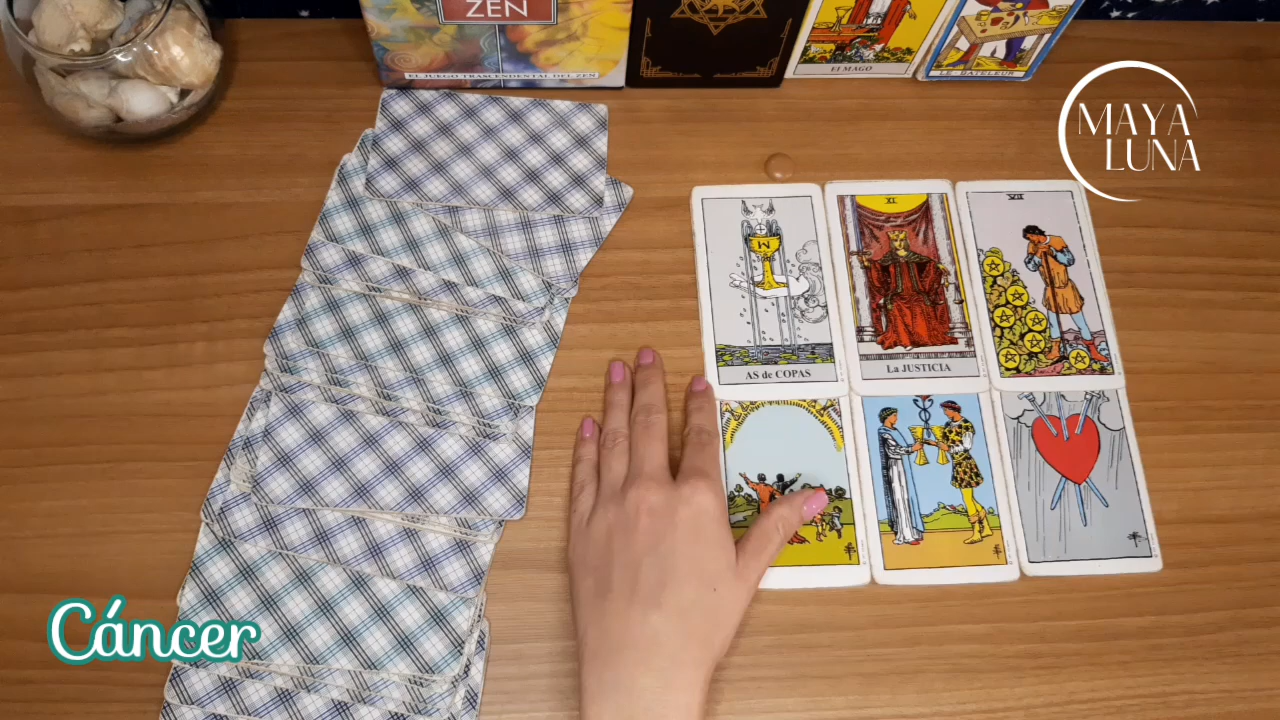 ZEN
EL JUEGO TRASCENDENTAL DEL ZEN
El MAGO
LE BATELEUR
MAYA
LUNA
XI
VII
AS de COPAS
La JUSTICIA
Cáncer